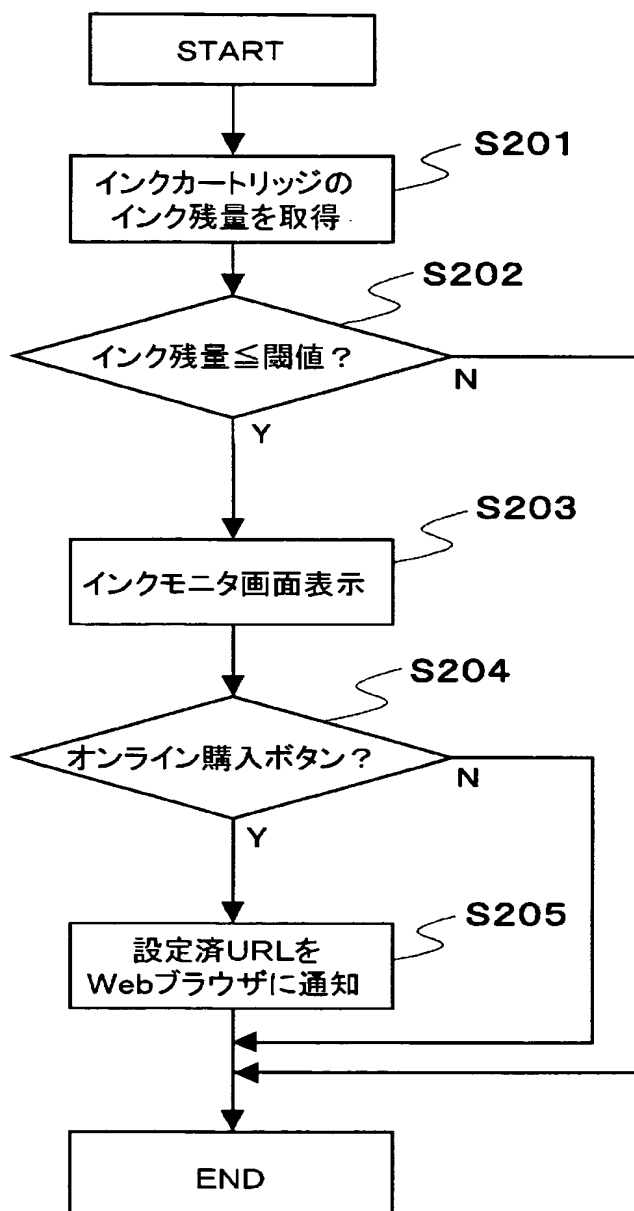 START
S201
インクカートリッジの
インク残量を取得
S202
インク残量≦閾値?
N
Y
S203
インクモニタ画面表示
S204
オンライン購入ボタン?
N
Y
S205
設定済URLを
Webブラウザに通知
END